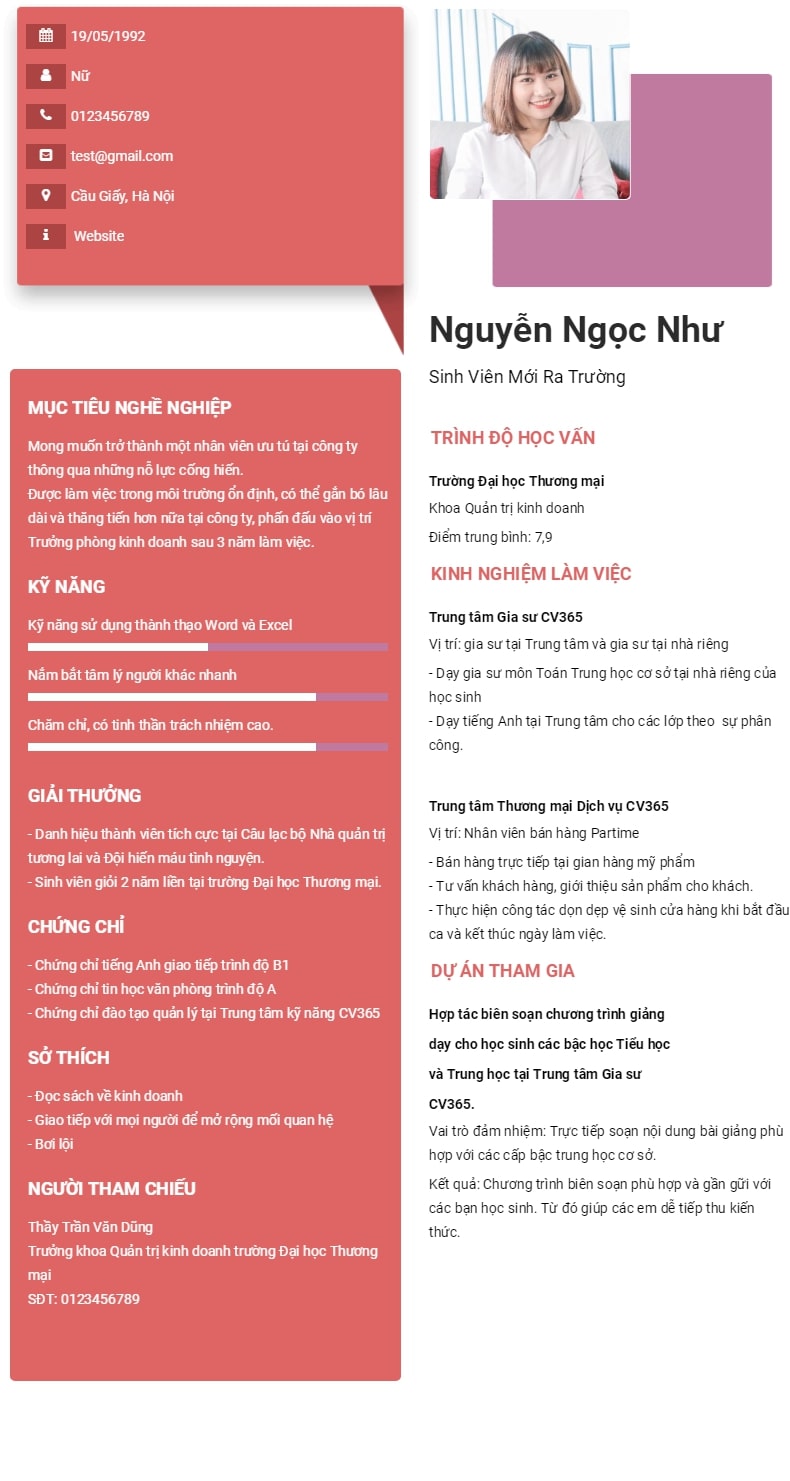 19/05/1992
Nữ
0123456789
test@gmail.com
Cầu Giấy, Hà Nội
Website
MỤC TIÊU NGHỀ NGHIỆP
Mong muốn trở thành một nhân viên ưu tú tại công ty
thông qua những nỗ lực cống hiến.
Được làm việc trong môi trường ổn định, có thể gắn bó lâu
dài và thăng tiến hơn nữa tại công ty, phấn đấu vào vị trí
Trưởng phòng kinh doanh sau 3 năm làm việc.
KỸ NĂNG
Kỹ năng sử dụng thành thạo Word và Excel
Nắm bắt tâm lý người khác nhanh
Chăm chỉ, có tinh thần trách nhiệm cao.
GIẢI THƯỞNG
- Danh hiệu thành viên tích cực tại Câu lạc bộ Nhà quản trị
tương lai và Đội hiến máu tình nguyện.
- Sinh viên giỏi 2 năm liền tại trường Đại học Thương mại.
CHỨNG CHỈ
- Chứng chỉ tiếng Anh giao tiếp trình độ B1
- Chứng chỉ tin học văn phòng trình độ A
- Chứng chỉ đào tạo quản lý tại Trung tâm kỹ năng CV365
SỞ THÍCH
- Đọc sách về kinh doanh
- Giao tiếp với mọi người để mở rộng mối quan hệ
- Bơi lội
NGƯỜI THAM CHIẾU
Thầy Trần Văn Dũng
Trưởng khoa Quản trị kinh doanh trường Đại học Thương
mại
SĐT: 0123456789
Nguyễn Ngọc Như
Sinh Viên Mới Ra Trường
TRÌNH ĐỘ HỌC VẤN
Trường Đại học Thương mại
Khoa Quản trị kinh doanh
Điểm trung bình: 7,9
KINH NGHIỆM LÀM VIỆC
Trung tâm Gia sư CV365
Vị trí: gia sư tại Trung tâm và gia sư tại nhà riêng
- Dạy gia sư môn Toán Trung học cơ sở tại nhà riêng của
học sinh
- Dạy tiếng Anh tại Trung tâm cho các lớp theo sự phân
công.
Trung tâm Thương mại Dịch vụ CV365
Vị trí: Nhân viên bán hàng Partime
- Bán hàng trực tiếp tại gian hàng mỹ phẩm
- Tư vấn khách hàng, giới thiệu sản phẩm cho khách.
- Thực hiện công tác dọn dẹp vệ sinh cửa hàng khi bắt đầu
ca và kết thúc ngày làm việc.
DỰ ÁN THAM GIA
Hợp tác biên soạn chương trình giảng
dạy cho học sinh các bậc học Tiểu học
và Trung học tại Trung tâm Gia sư
CV365.
Vai trò đảm nhiệm: Trực tiếp soạn nội dung bài giảng phù
hợp với các cấp bậc trung học cơ sở.
Kết quả: Chương trình biên soạn phù hợp và gần gũi với
các bạn học sinh. Từ đó giúp các em dễ tiếp thu kiến
thức.